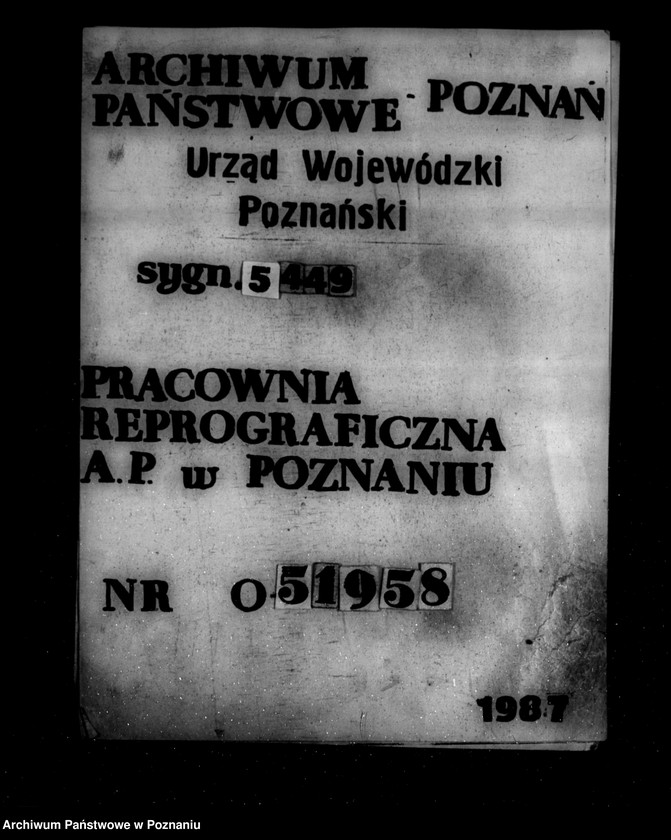 ARCHIWUM
PAŃSTWOWE - POZNAŃ
Urząd Wojewódzki
Poznański
sygn. 5449
PRACOWNIA
REPROGRAFICZNA
A.P. w POZNANIU
NR O-51958
1987
Archiwum Państwowe w Poznaniu